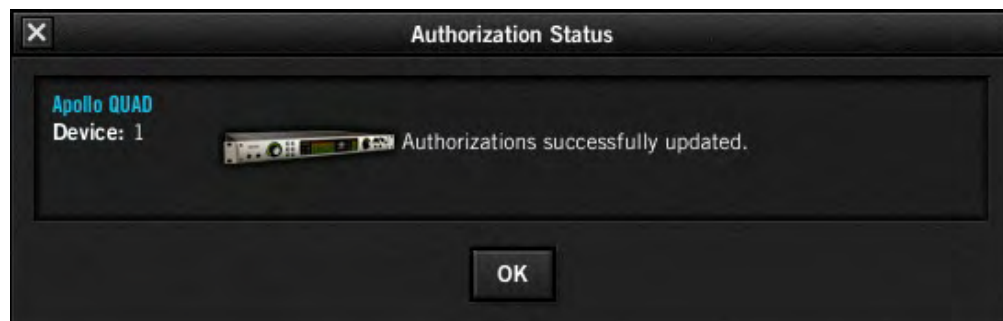 Authorization Status
Apollo QUAD
Device: 1
Authorizations successfully updated.
OK